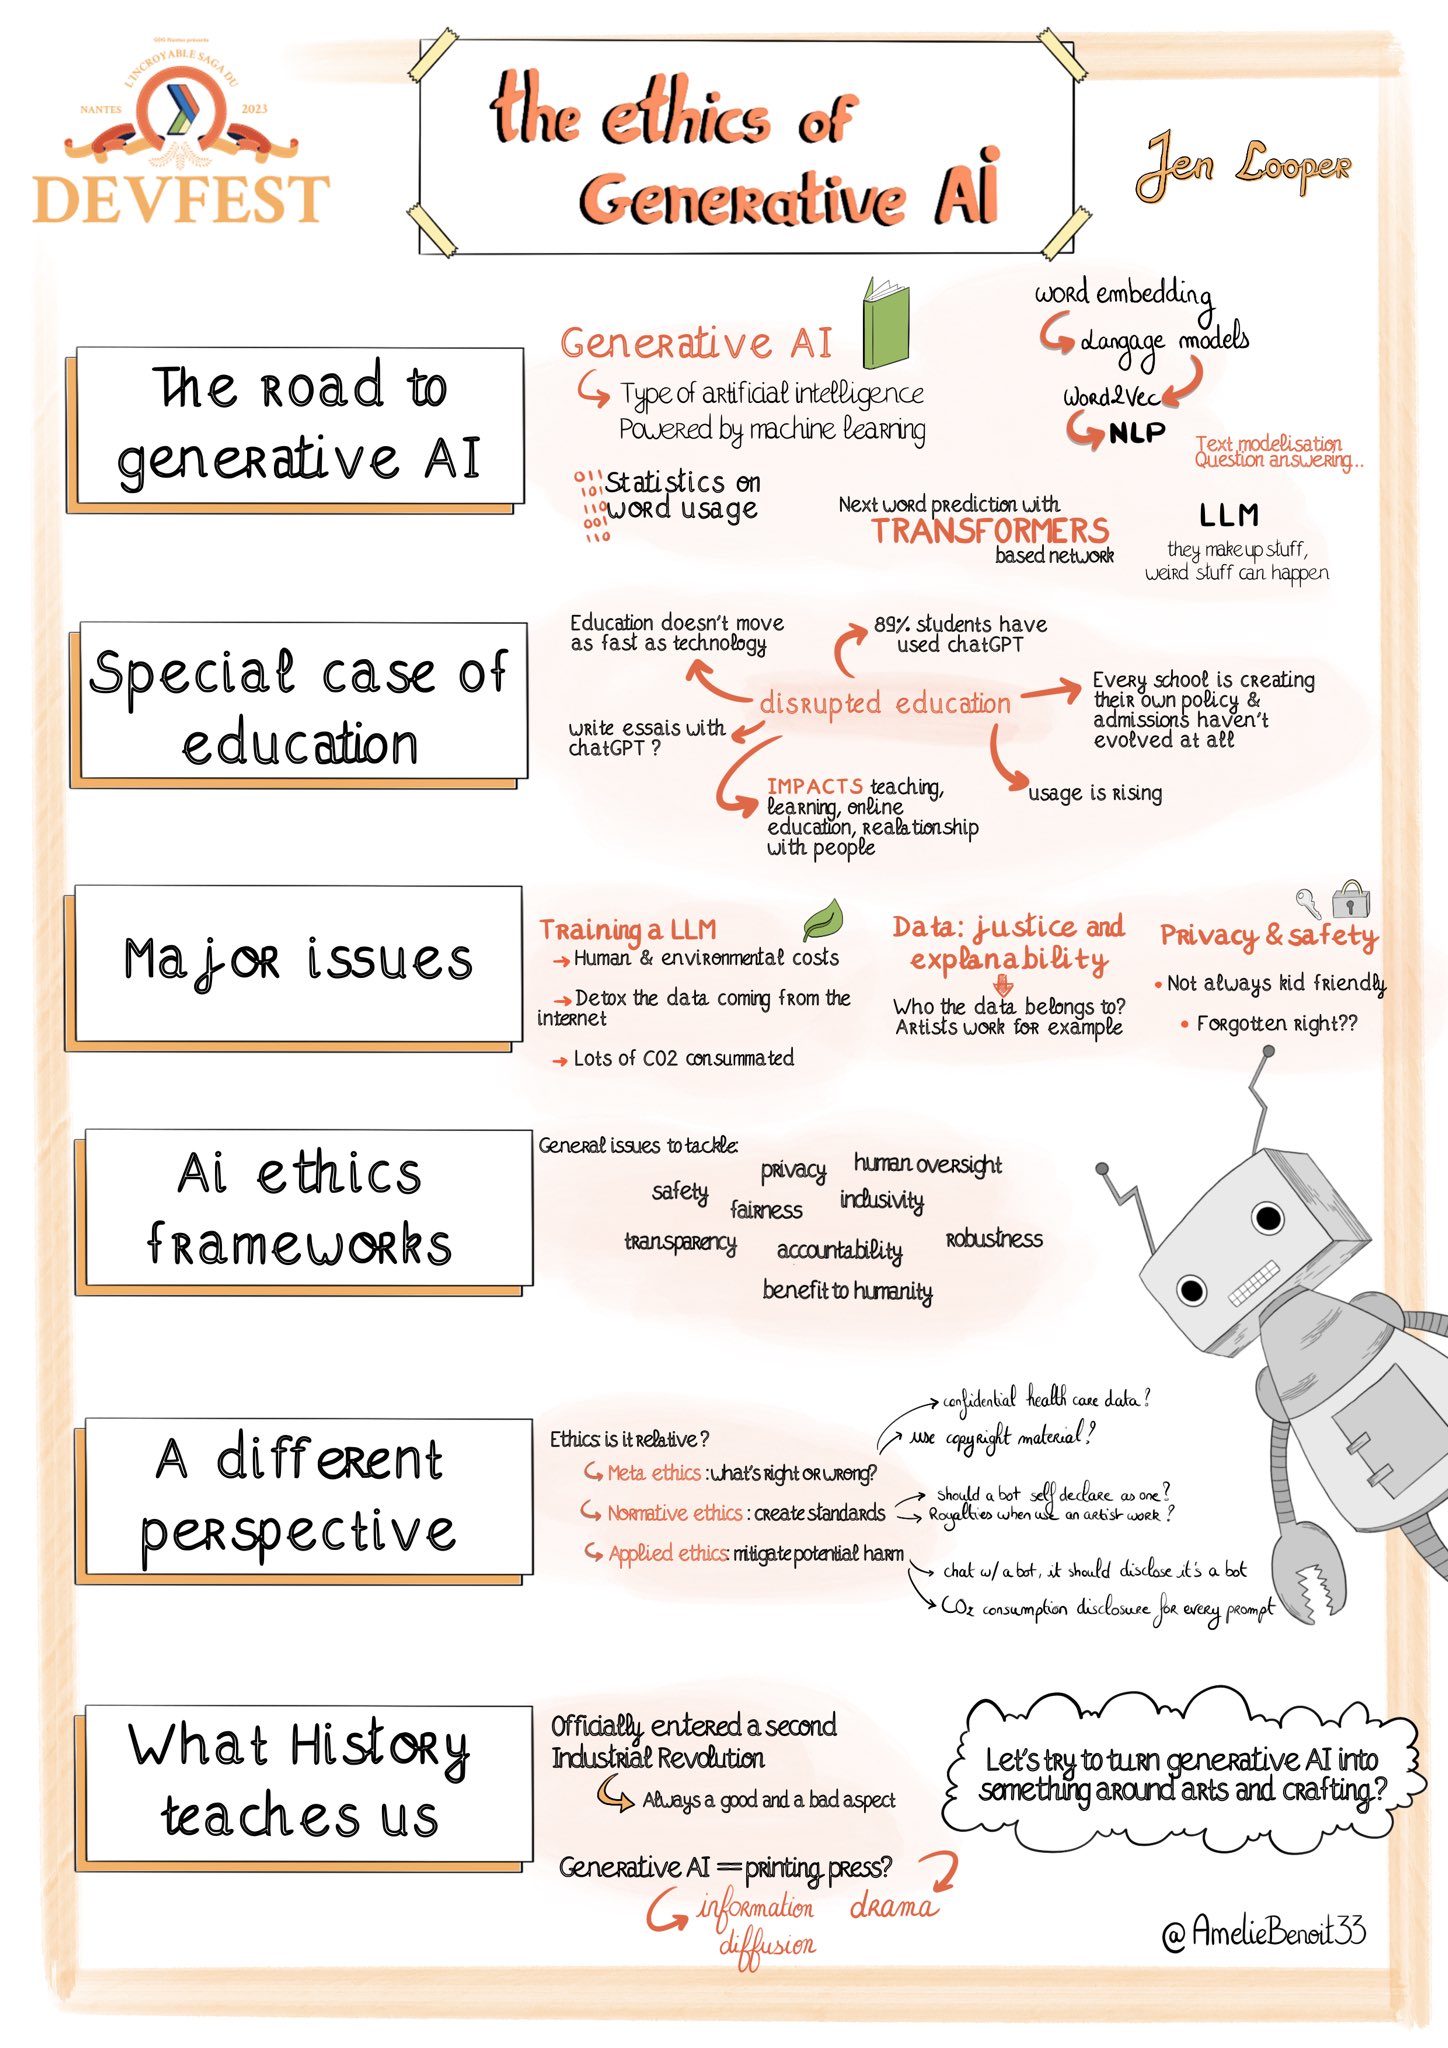 GDG Nantes présente
L'INCROYABLE SAGA DU
NANTES
2023
DEVFEST
the ethics of
Generative AI
Jen Looper
The road to
generative AI
Generative AI
Type of artificial intelligence
Powered by machine learning
Statistics on
word usage
011
101
110
001
110
word embedding
Langage models
Word2Vec
NLP
Text modelisation
Question answering...
Next word prediction with
TRANSFORMERS
based network
LLM
they make up stuff,
weird stuff can happen
Special case of
education
Education doesn't move
as fast as technology
89% students have
used chatGPT
disrupted education
Every school is creating
their own policy &
admissions haven't
evolved at all
write essais with
chatGPT ?
IMPACTS teaching,
learning, online
education, realationship
with people
usage is rising
Major issues
Training a LLM
Human & environmental costs
Detox the data coming from the
internet
Lots of CO2 consummated
Data: justice and
explanability
Who the data belongs to?
Artists work for example
Privacy & safety
• Not always kid friendly
• Forgotten right??
Ai ethics
frameworks
General issues to tackle:
privacy
human oversight
safety
fairness
inclusivity
transparency
accountability
robustness
benefit to humanity
A different
perspective
Ethics: is it relative ?
Meta ethics : what's right or wrong?
confidential health care data?
use copyright material?
Normative ethics : create standards
should a bot self declare as one?
Royalties when use an artist work?
Applied ethics: mitigate potential harm
chat w/ a bot, it should disclose it's a bot
CO2 consumption disclosure for every prompt
What History
teaches us
Officially entered a second
Industrial Revolution
Always a good and a bad aspect
Generative AI = printing press?
information
diffusion
drama
Let's try to turn generative AI into
something around arts and crafting?
@AmelieBenoit33